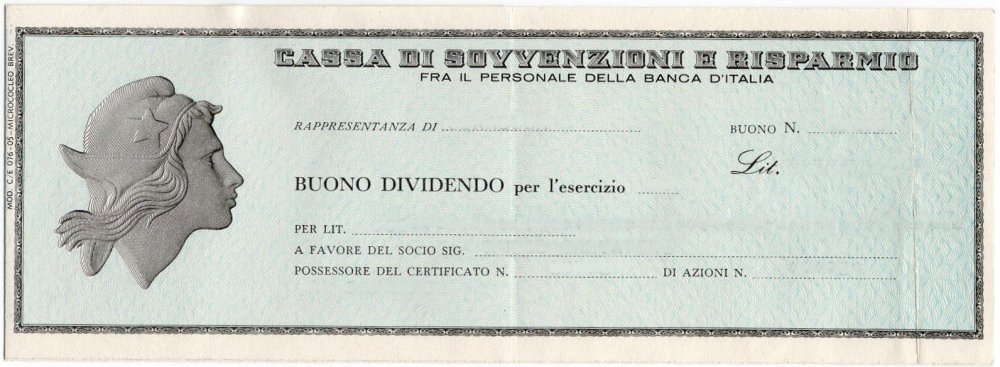 CASSA DI SOVVENZIONI E RISPARMIO
FRA IL PERSONALE DELLA BANCA D'ITALIA
RAPPRESENTANZA DI
BUONO N.
Lit.
BUONO DIVIDENDO per l'esercizio
PER LIT.
A FAVORE DEL SOCIO SIG.
POSSESSORE DEL CERTIFICATO N. DI AZIONI N.
MOD. C/E 076-05-MICROCOCLEO BREV.